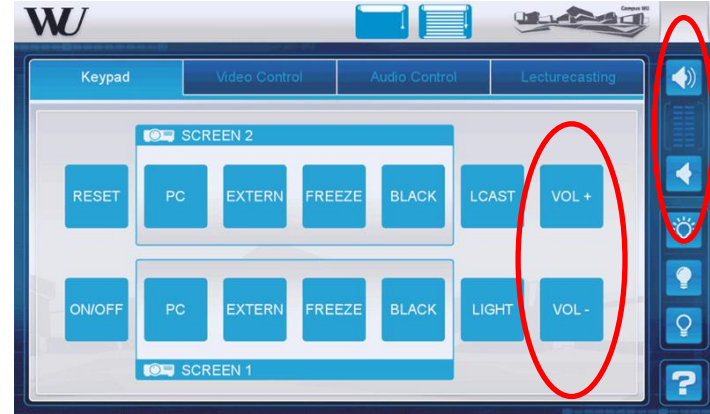 WU
Campus WU
Keypad Video Control Audio Control Lecturecasting
SCREEN 2
RESET PC EXTERN FREEZE BLACK LCAST VOL +
ON/OFF PC EXTERN FREEZE BLACK LIGHT VOL -
SCREEN 1
?